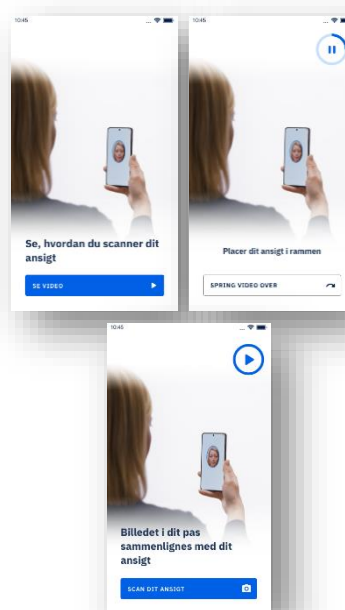 10:45
Se, hvordan du scanner dit
ansigt
SE VIDEO
10:45
Placer dit ansigt i rammen
SPRING VIDEO OVER
10:45
Billedet i dit pas
sammenlignes med dit
ansigt
SCAN DIT ANSIGT